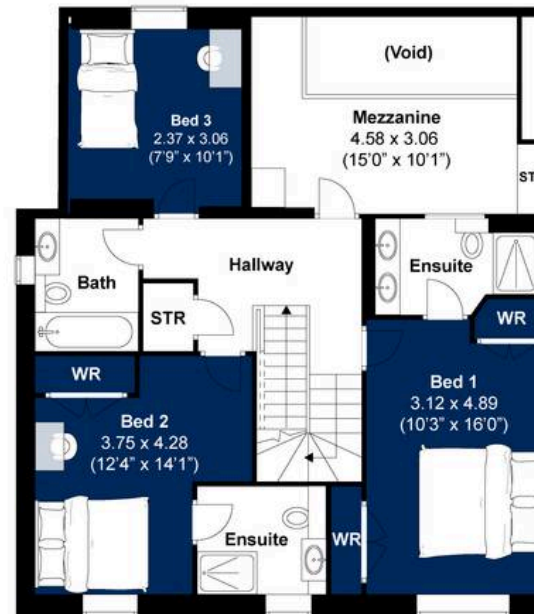 (Void)
Bed 3
2.37 x 3.06
(7'9" x 10'1")
Mezzanine
4.58 x 3.06
(15'0" x 10'1")
ST
Hallway
Ensuite
Bath
STR
WR
WR
Bed 2
3.75 x 4.28
(12'4" x 14'1")
Bed 1
3.12 x 4.89
(10'3" x 16'0")
Ensuite
WR